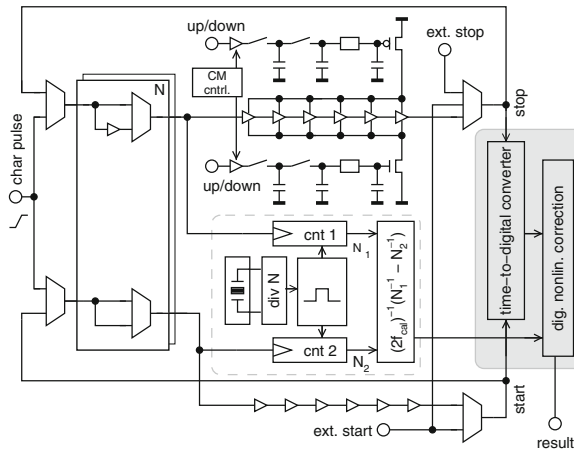 up/down
ext. stop
CM
cntrl.
N
char pulse
stop
up/down
time-to-digital converter
dig. nonlin. correction
cnt 1
N1
div N
(2fcal)^-1(N1^-1 - N2^-1)
cnt 2
N2
start
ext. start
result